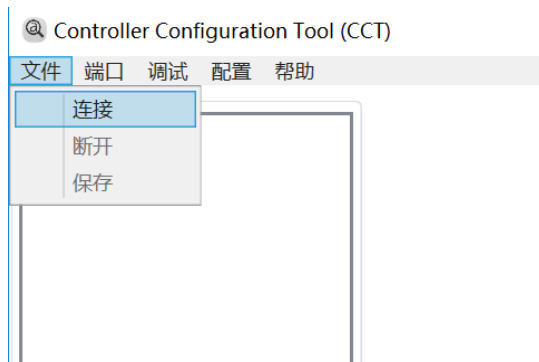 Controller Configuration Tool (CCT)
文件 端口 调试 配置 帮助
连接
断开
保存